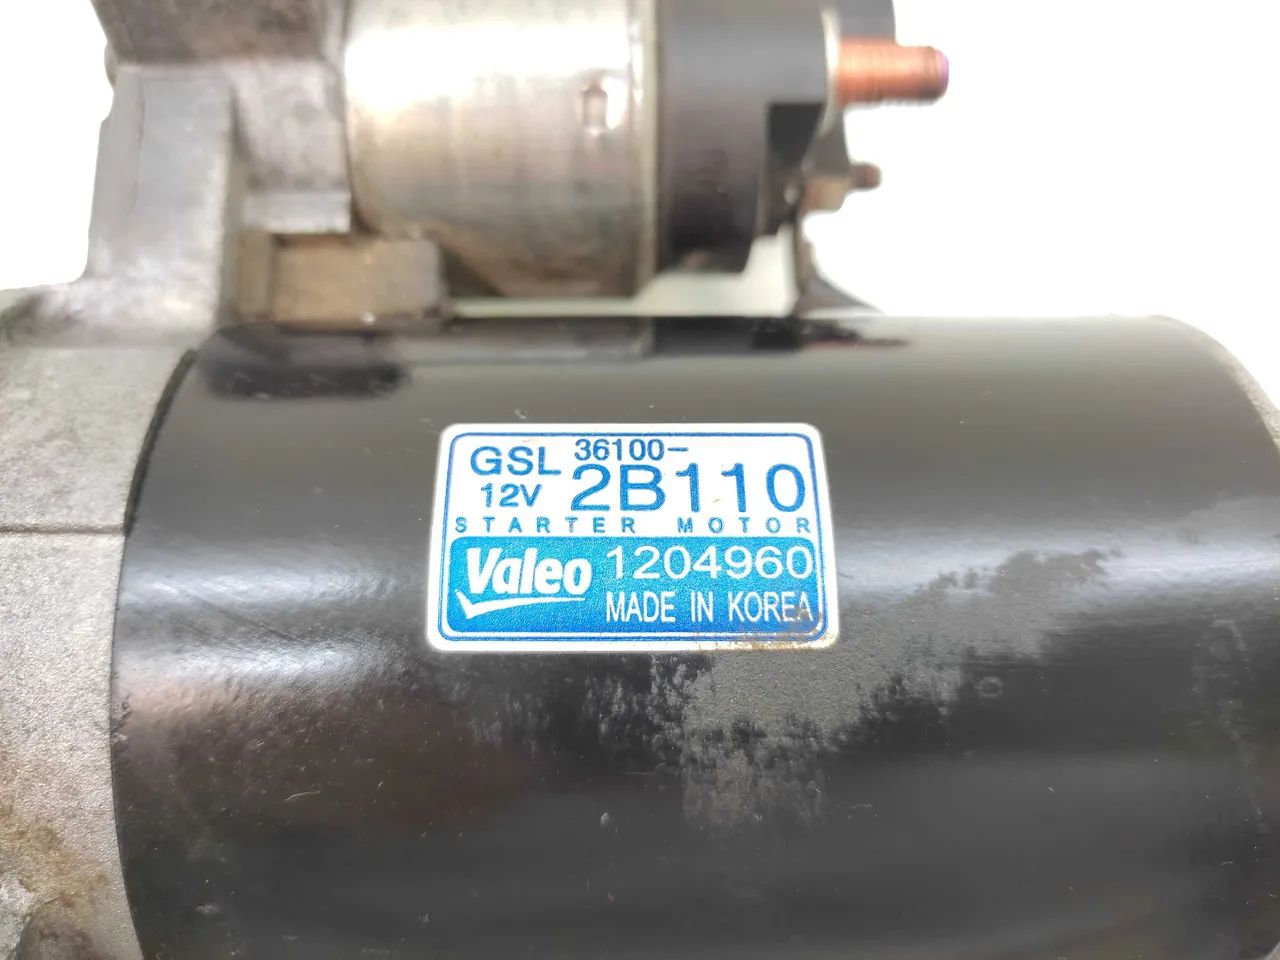 GSL 36100-
12V 2B110
STARTER MOTOR
Valeo 1204960
MADE IN KOREA